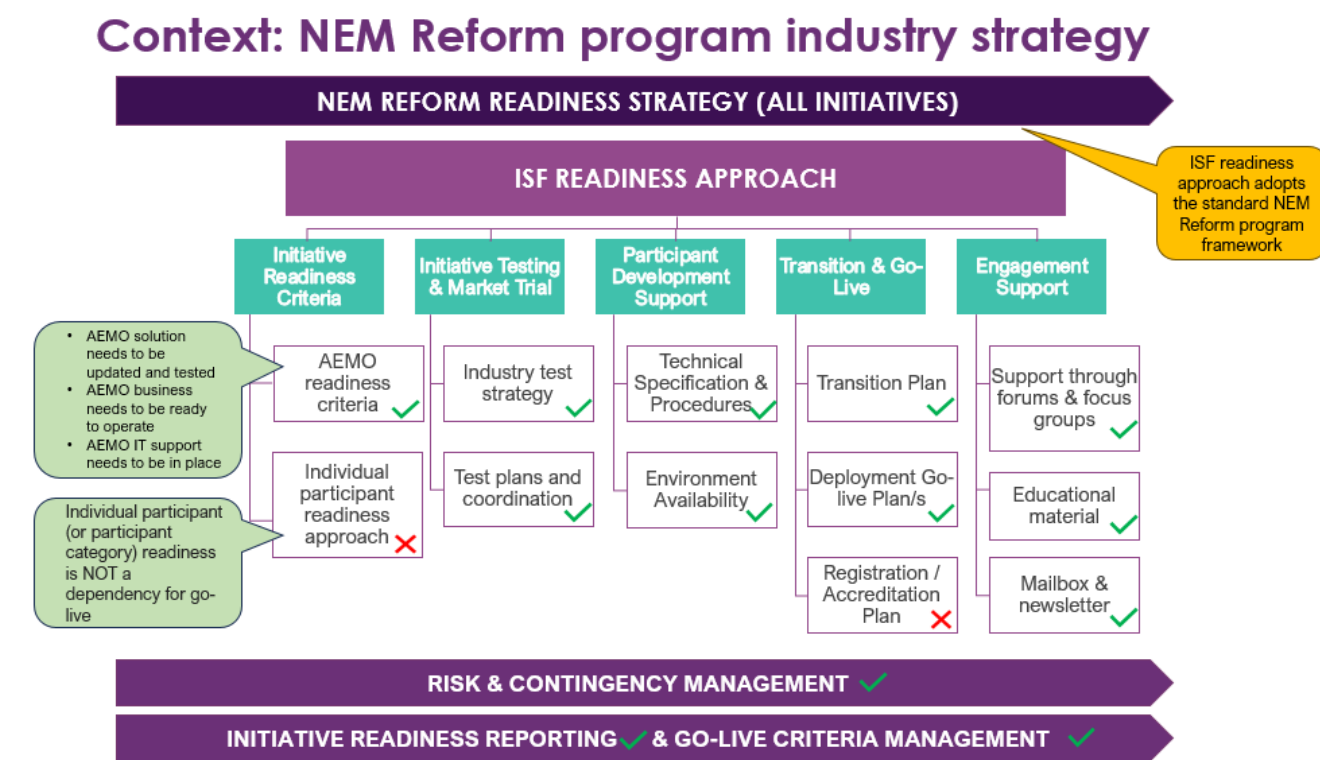 Context: NEM Reform program industry strategy
NEM REFORM READINESS STRATEGY (ALL INITIATIVES)
ISF READINESS APPROACH
ISF readiness
approach adopts
the standard NEM
Reform program
framework
Initiative
Readiness
Criteria
Initiative Testing
& Market Trial
Participant
Development
Support
Transition & Go-
Live
Engagement
Support
• AEMO solution
needs to be
updated and tested
• AEMO business
needs to be ready
to operate
• AEMO IT support
needs to be in place
AEMO
readiness
criteria
Industry test
strategy
Technical
Specification &
Procedures
Transition Plan
Support through
forums & focus
groups
Individual participant
(or participant
category) readiness
is NOT a
dependency for go-
live
Individual
participant
readiness
approach
Test plans and
coordination
Environment
Availability
Deployment Go-
live Plan/s
Educational
material
Registration /
Accreditation
Plan
Mailbox &
newsletter
RISK & CONTINGENCY MANAGEMENT
INITIATIVE READINESS REPORTING & GO-LIVE CRITERIA MANAGEMENT